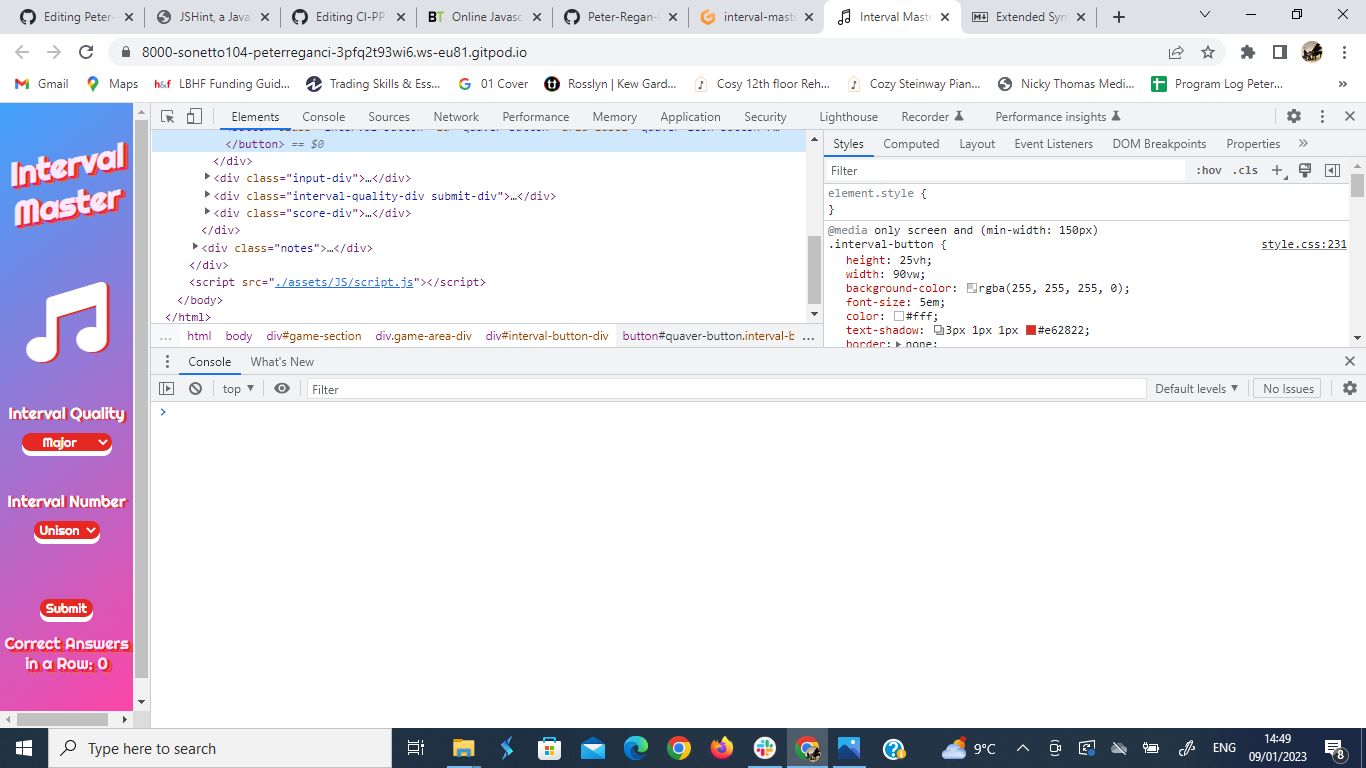 Editing Peter-
JSHint, a Java
Editing CI-PP
Online Javasc
Peter-Regan-
interval-mast
Interval Maste
Extended Syn
8000-sonetto104-peterreganci-3pfq2t93wi6.ws-eu81.gitpod.io
Gmail
Maps
LBHF Funding Guid...
Trading Skills & Ess...
01 Cover
Rosslyn | Kew Gard...
Cosy 12th floor Reh...
Cozy Steinway Pian...
Nicky Thomas Medi...
Program Log Peter...
»
Interval
Master
Interval Quality
Major
Interval Number
Unison
Submit
Correct Answers
in a Row: 0
Elements
Console
Sources
Network
Performance
Memory
Application
Security
Lighthouse
Recorder
Performance insights
</button> == $0
</div>
<div class="input-div">…</div>
<div class="interval-quality-div submit-div">…</div>
<div class="score-div">…</div>
</div>
<div class="notes">…</div>
</div>
<script src="./assets/JS/script.js"></script>
</body>
</html>
... html body div#game-section div.game-area-div div#interval-button-div button#quaver-button.interval-b ...
Styles Computed Layout Event Listeners DOM Breakpoints Properties »
Filter :hov .cls
element.style {
}
@media only screen and (min-width: 150px)
.interval-button { style.css:231
height: 25vh;
width: 90vw;
background-color: rgba(255, 255, 255, 0);
font-size: 5em;
color: #fff;
text-shadow: 3px 1px 1px #e62822;
border: none;
Console What's New
top Filter Default levels No Issues
Type here to search
9°C
ENG
14:49
09/01/2023
8